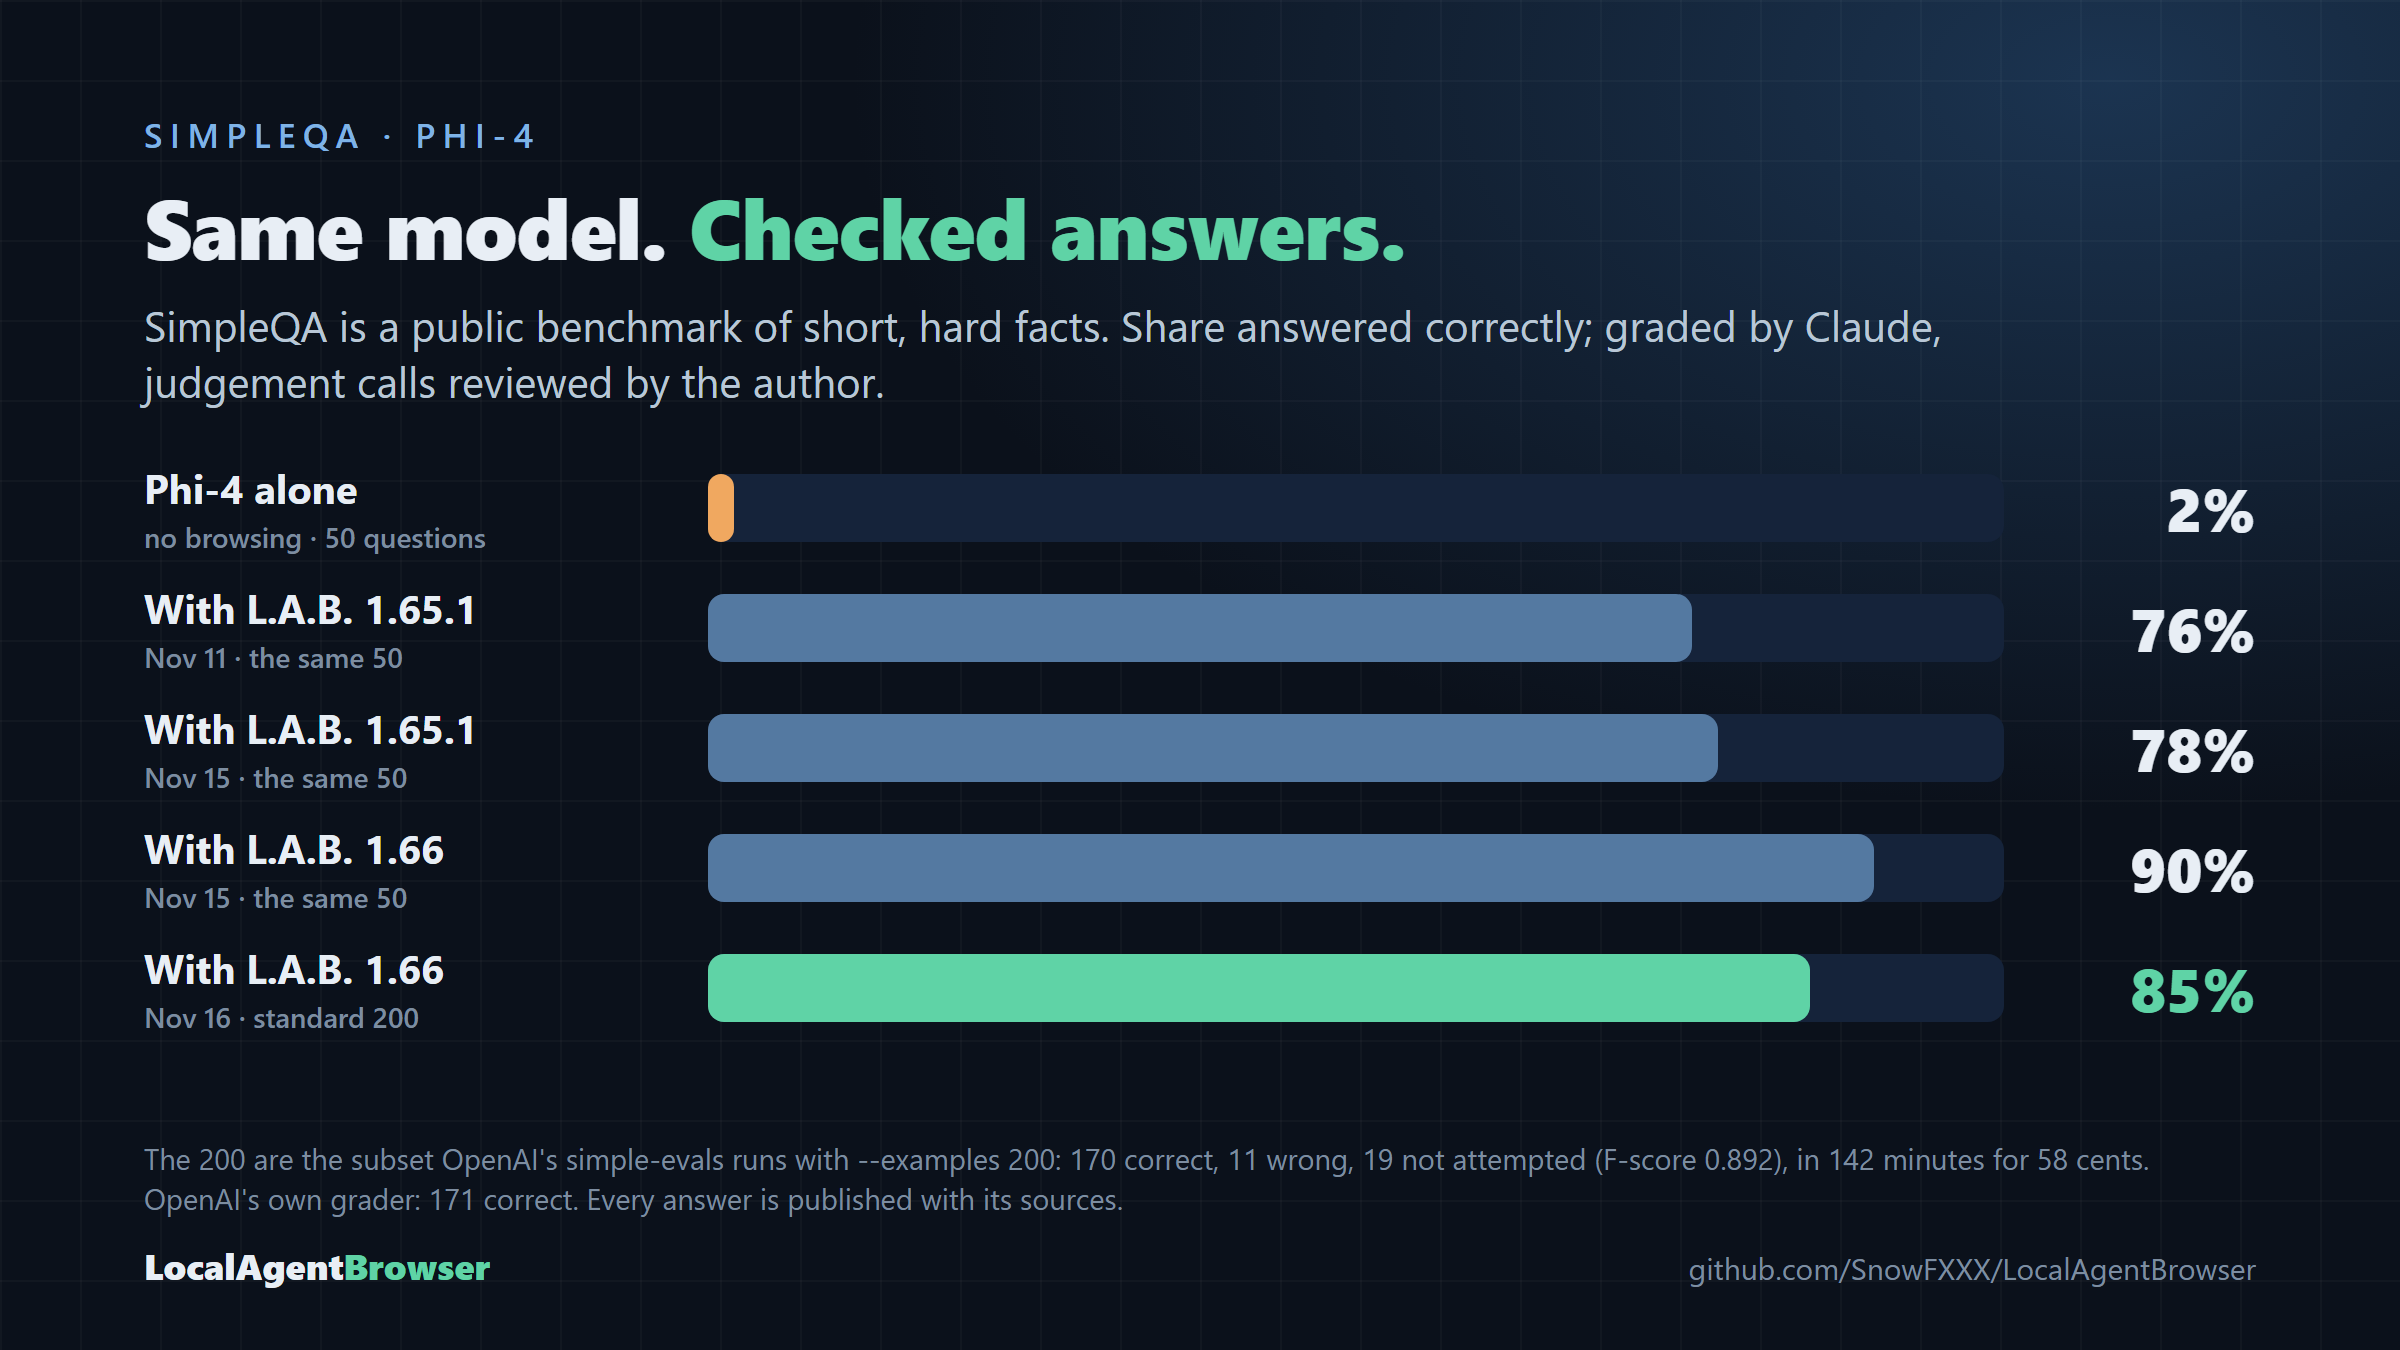 SIMPLEQA · PHI-4
Same model. Checked answers.
SimpleQA is a public benchmark of short, hard facts. Share answered correctly; graded by Claude,
judgement calls reviewed by the author.
Phi-4 alone
no browsing · 50 questions
2%
With L.A.B. 1.65.1
Nov 11 · the same 50
76%
With L.A.B. 1.65.1
Nov 15 · the same 50
78%
With L.A.B. 1.66
Nov 15 · the same 50
90%
With L.A.B. 1.66
Nov 16 · standard 200
85%
The 200 are the subset OpenAI's simple-evals runs with --examples 200: 170 correct, 11 wrong, 19 not attempted (F-score 0.892), in 142 minutes for 58 cents.
OpenAI's own grader: 171 correct. Every answer is published with its sources.
LocalAgentBrowser
github.com/SnowFXXX/LocalAgentBrowser